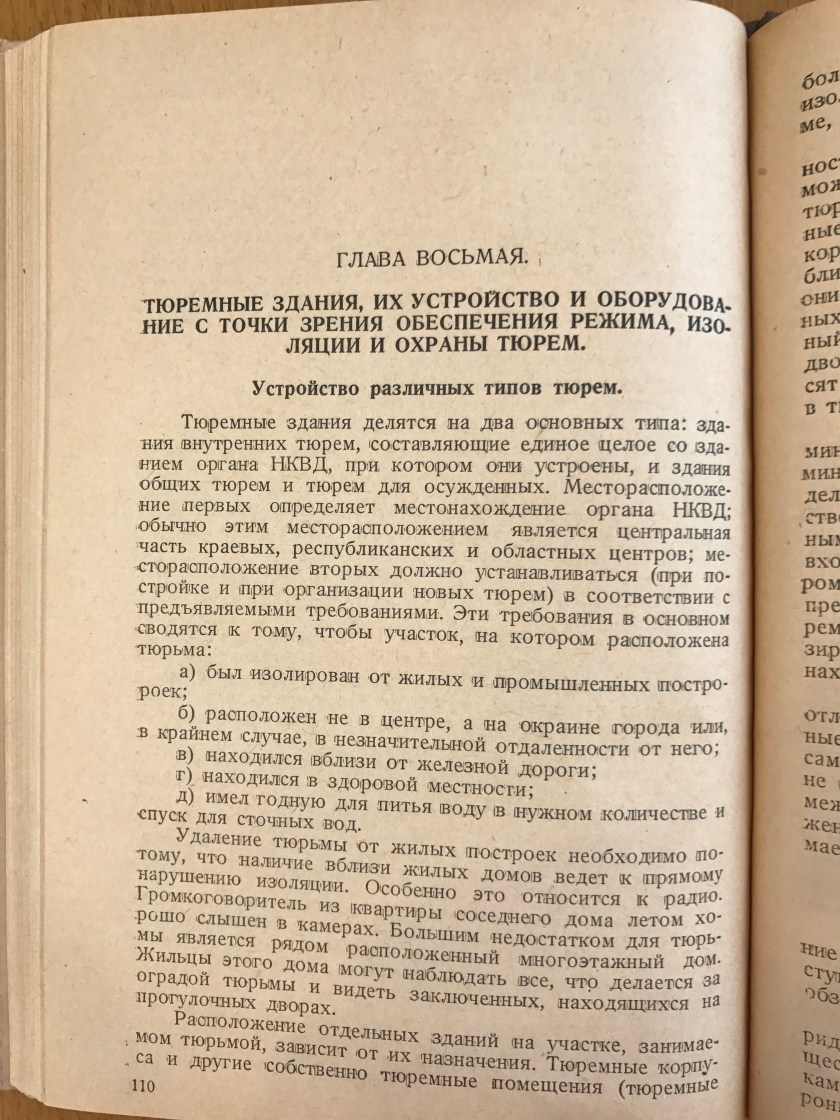 ГЛАВА ВОСЬМАЯ.
ТЮРЕМНЫЕ ЗДАНИЯ, ИХ УСТРОЙСТВО И ОБОРУДОВА-
НИЕ С ТОЧКИ ЗРЕНИЯ ОБЕСПЕЧЕНИЯ РЕЖИМА, ИЗО-
ЛЯЦИИ И ОХРАНЫ ТЮРЕМ.
Устройство различных типов тюрем.
Тюремные здания делятся на два основных типа: зда-
ния внутренних тюрем, составляющие единое целое со зда-
нием органа НКВД, при котором они устроены, и здания
общих тюрем и тюрем для осужденных. Месторасположе-
ние первых определяет местонахождение органа НКВД;
обычно этим месторасположением является центральная
часть краевых, республиканских и областных центров; ме-
сторасположение вторых должно устанавливаться (при по-
стройке и при организации новых тюрем) в соответствии с
предъявляемыми требованиями. Эти требования в основном
сводятся к тому, чтобы участок, на котором расположена
тюрьма:
а) был изолирован от жилых и промышленных постро-
роек;
б) расположен не в центре, а на окраине города или,
в крайнем случае, в незначительной отдаленности от него;
в) находился вблизи от железной дороги;
г) находился в здоровой местности;
д) имел годную для питья воду в нужном количестве и
спуск для сточных вод.
Удаление тюрьмы от жилых построек необходимо по-
тому, что наличие вблизи жилых домов ведет к прямому
нарушению изоляции. Особенно это относится к радио.
Громкоговоритель из квартиры соседнего дома летом хо-
рошо слышен в камерах. Большим недостатком для тюрь-
мы является рядом расположенный многоэтажный дом.
Жильцы этого дома могут наблюдать все, что делается за
оградой тюрьмы и видеть заключенных, находящихся на
прогулочных дворах.
Расположение отдельных зданий на участке, занимае-
мом тюрьмой, зависит от их назначения. Тюремные корпу-
са и другие собственно тюремные помещения (тюремные
110